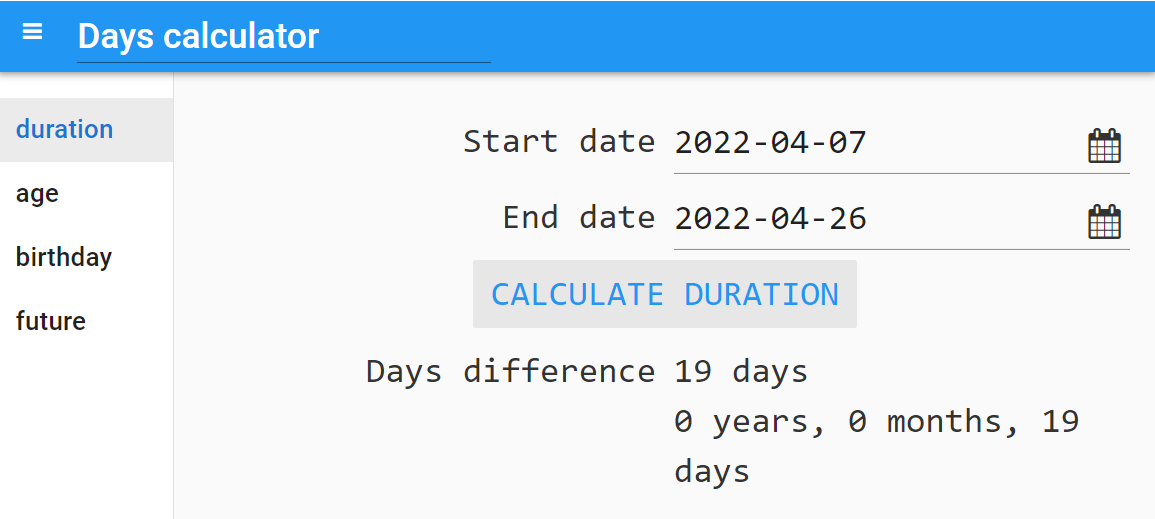 Days calculator
duration
age
birthday
future
Start date 2022-04-07
End date 2022-04-26
CALCULATE DURATION
Days difference 19 days
0 years, 0 months, 19
days